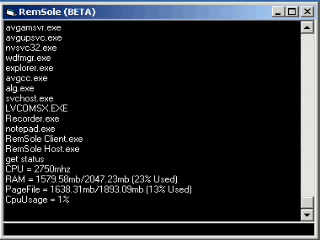 RemSole (BETA)
avgamsvr.exe
avgupsvc.exe
nvsvc32.exe
wdfmgr.exe
explorer.exe
avgcc.exe
alg.exe
svchost.exe
LVCOMSX.EXE
Recorder.exe
notepad.exe
RemSole Client.exe
RemSole Host.exe
get status
CPU = 2750mhz
RAM = 1579.58mb/2047.23mb (23% Used)
PageFile = 1638.31mb/1893.09mb (13% Used)
CpuUsage = 1%